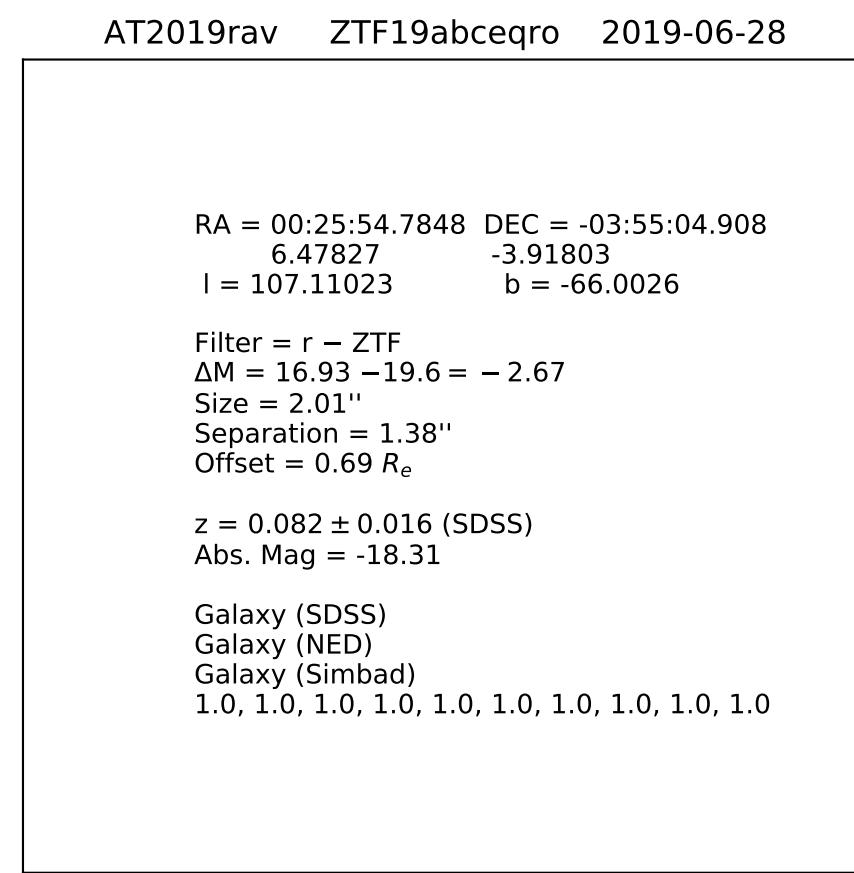 AT2019rav ZTF19abceqro 2019-06-28
RA = 00:25:54.7848 DEC = -03:55:04.908
6.47827 -3.91803
l = 107.11023 b = -66.0026
Filter = r − ZTF
ΔM = 16.93 −19.6 = − 2.67
Size = 2.01''
Separation = 1.38''
Offset = 0.69 Re
z = 0.082 ± 0.016 (SDSS)
Abs. Mag = -18.31
Galaxy (SDSS)
Galaxy (NED)
Galaxy (Simbad)
1.0, 1.0, 1.0, 1.0, 1.0, 1.0, 1.0, 1.0, 1.0, 1.0